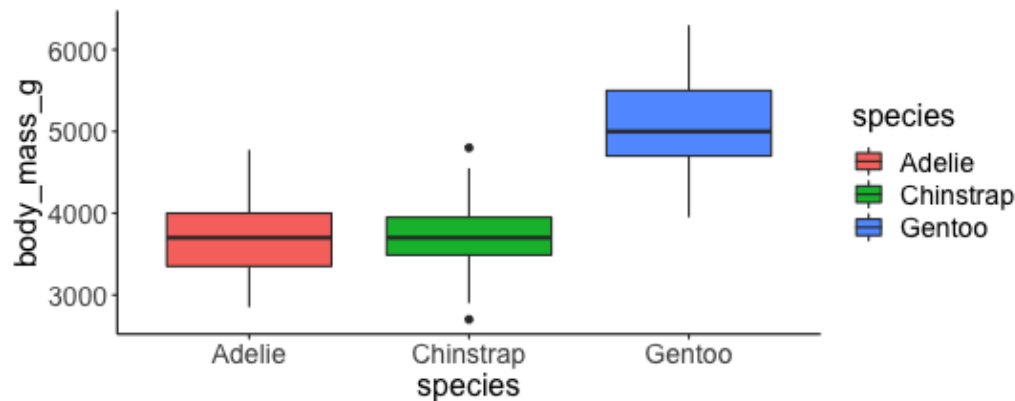 body_mass_g
6000
5000
4000
3000
Adelie
Chinstrap
Gentoo
species
species
Adelie
Chinstrap
Gentoo